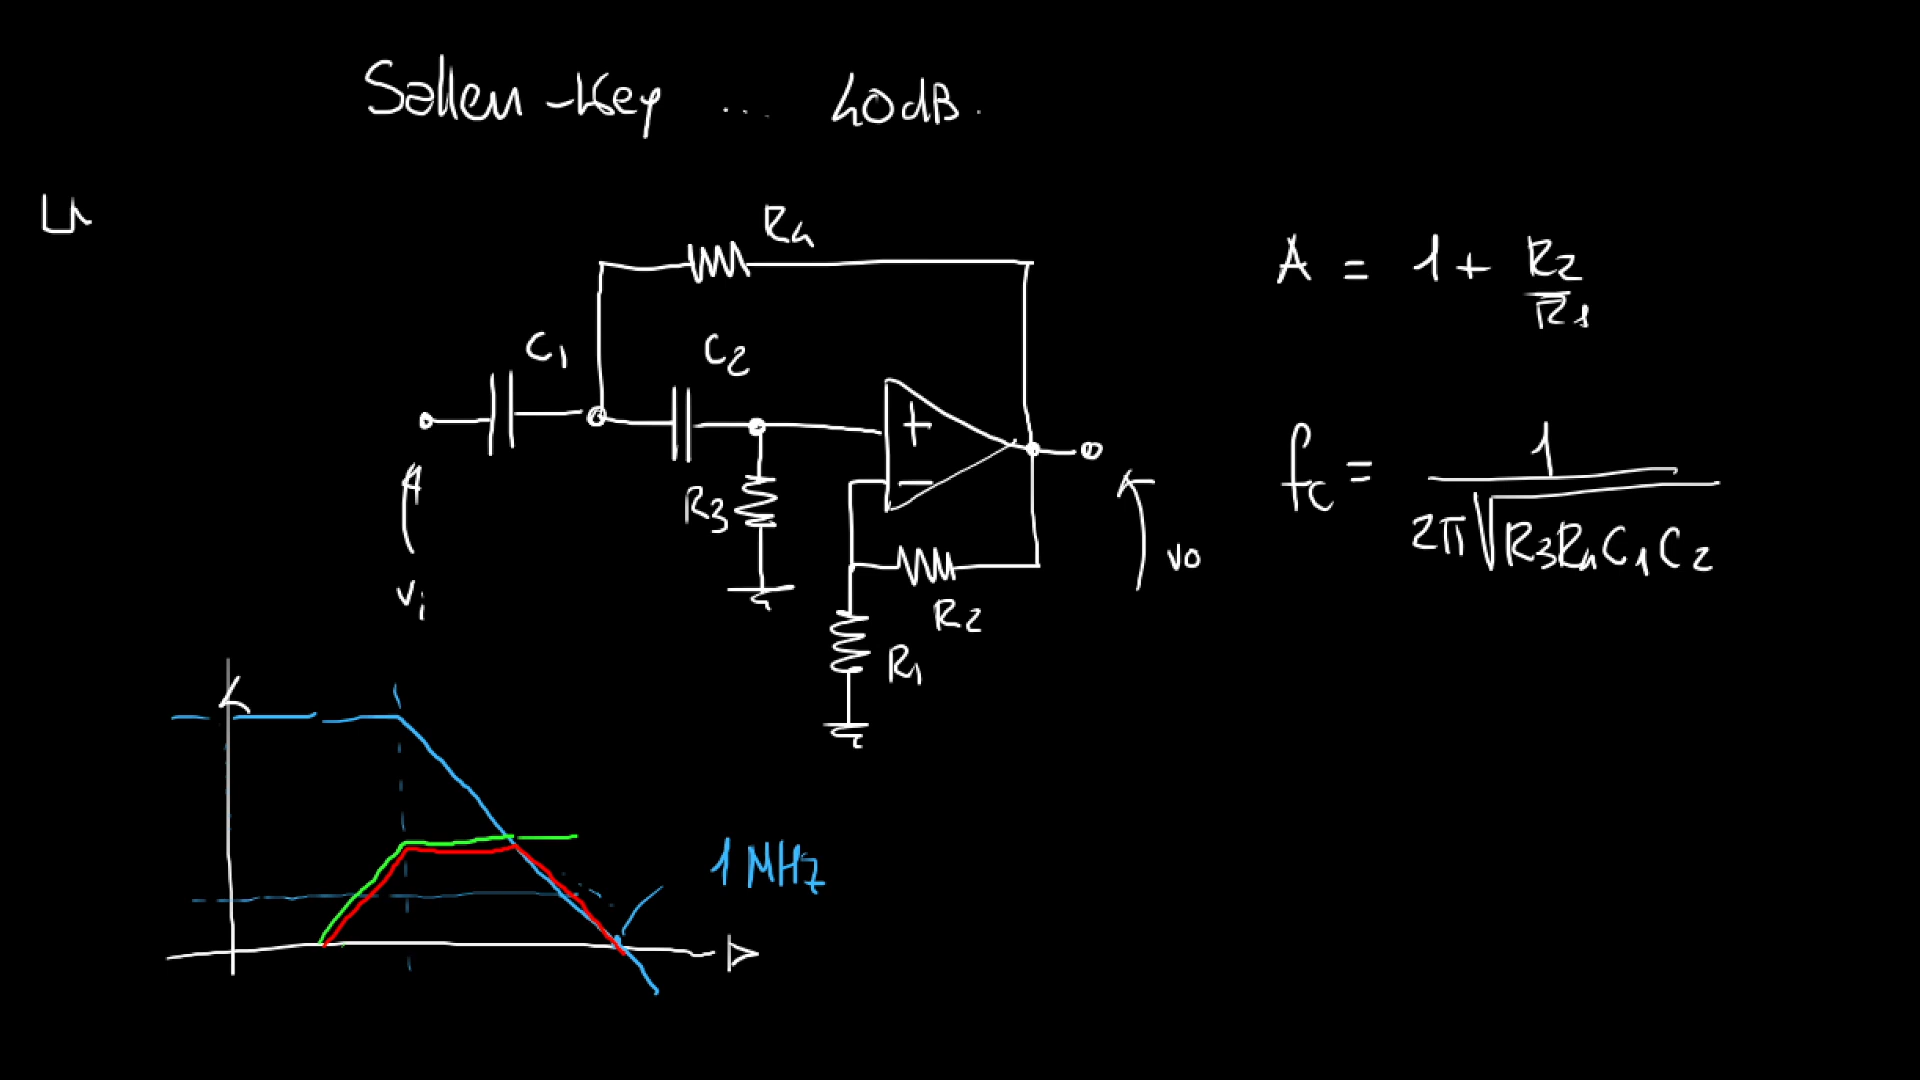 Sallen-Key ... 40dB.
R4
A = 1 + R2/R1
C1
C2
+
fc = 1/2π√R3R4C1C2
R3
−
vi
R2
vo
R1
1 MHz